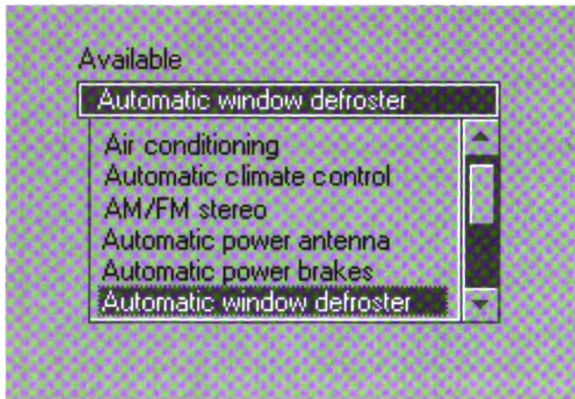 Available
Automatic window defroster
Air conditioning
Automatic climate control
AM/FM stereo
Automatic power antenna
Automatic power brakes
Automatic window defroster